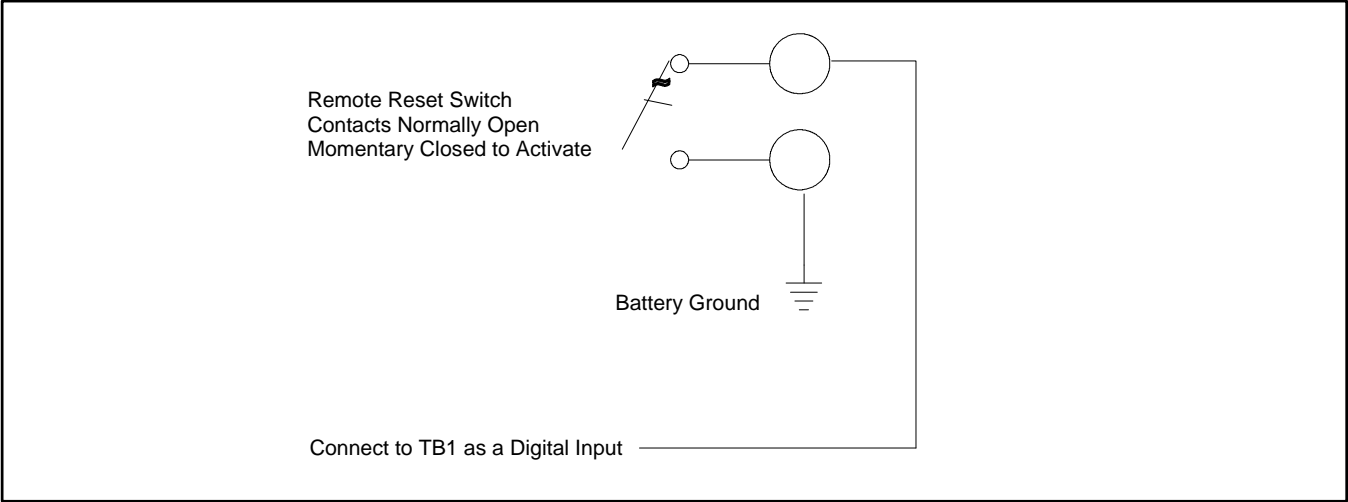 Remote Reset Switch
Contacts Normally Open
Momentary Closed to Activate
Battery Ground
Connect to TB1 as a Digital Input